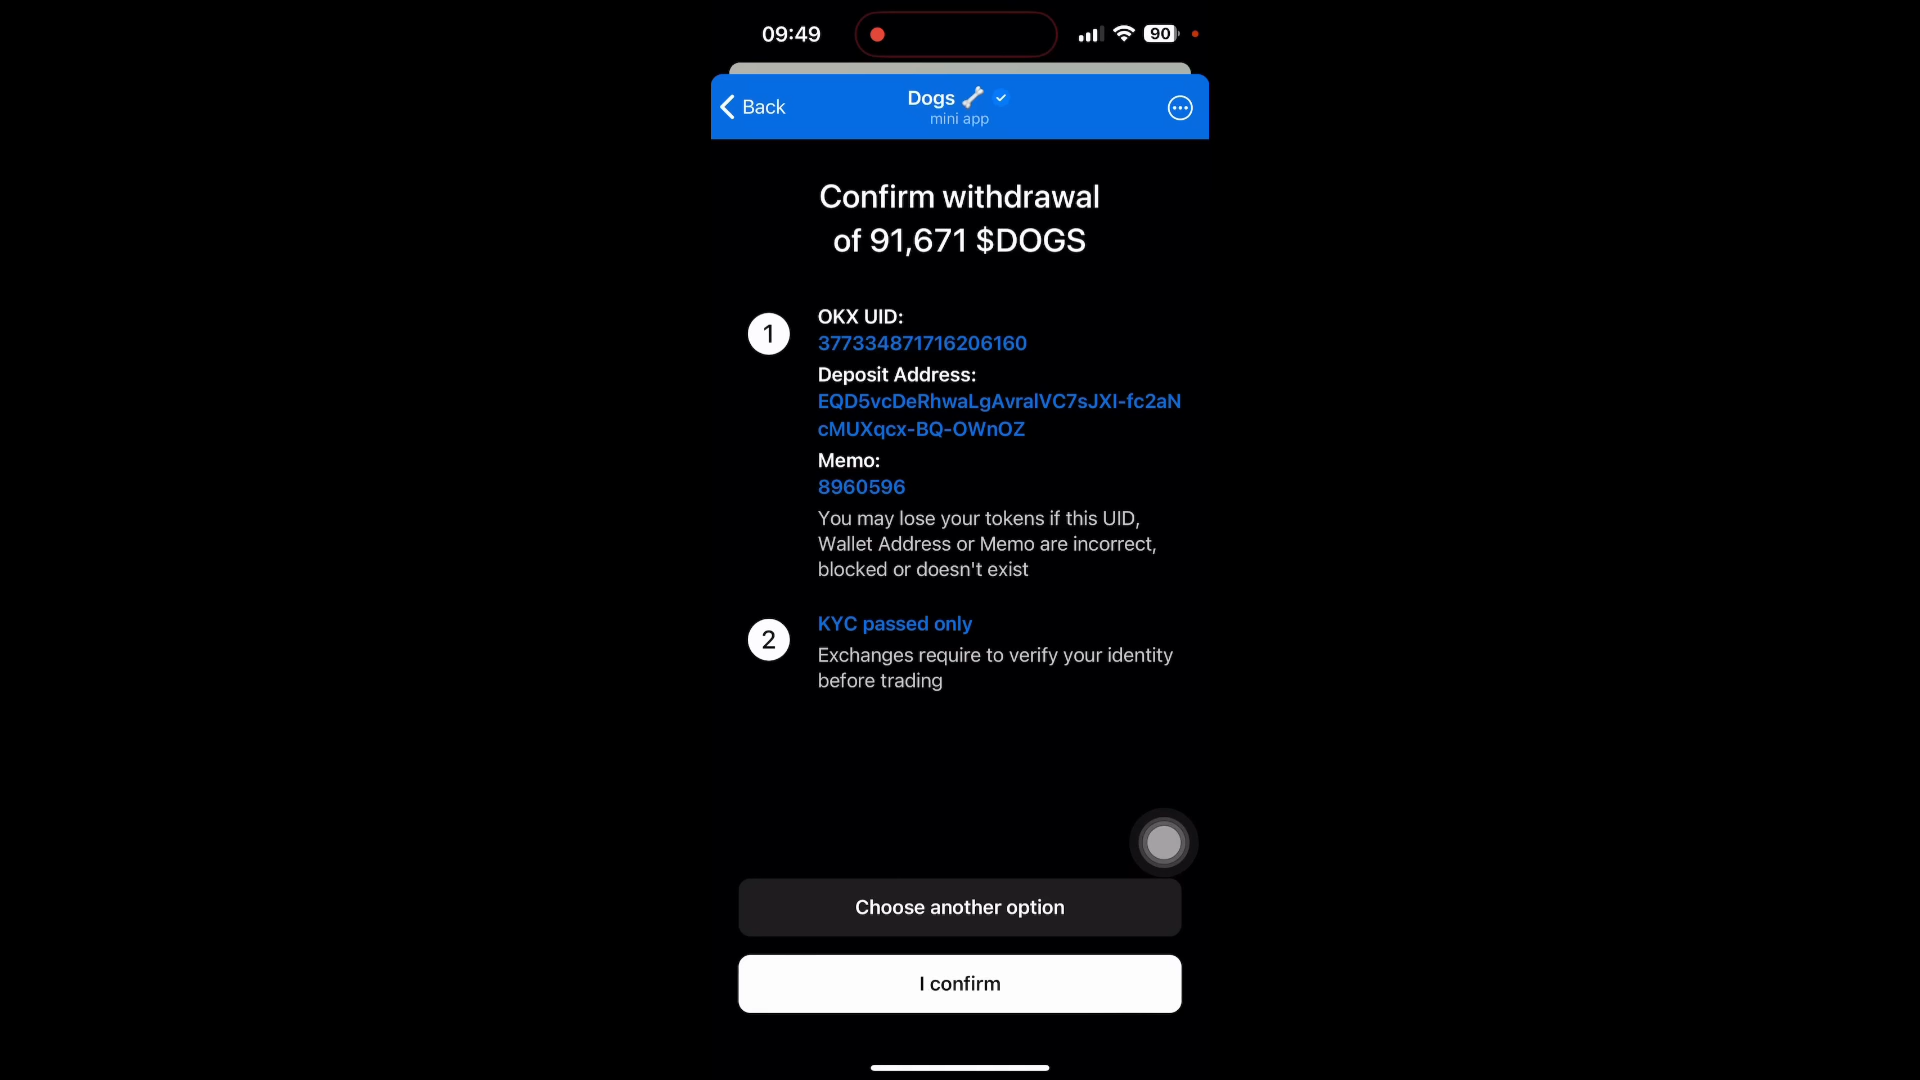 09:49
90
Back
Dogs 🦴
mini app
Confirm withdrawal
of 91,671 $DOGS
1
OKX UID:
377334871716206160
Deposit Address:
EQD5vcDeRhwaLgAvralVC7sJXI-fc2aN
cMUXqcx-BQ-OWnOZ
Memo:
8960596
You may lose your tokens if this UID,
Wallet Address or Memo are incorrect,
blocked or doesn't exist
2
KYC passed only
Exchanges require to verify your identity
before trading
Choose another option
I confirm